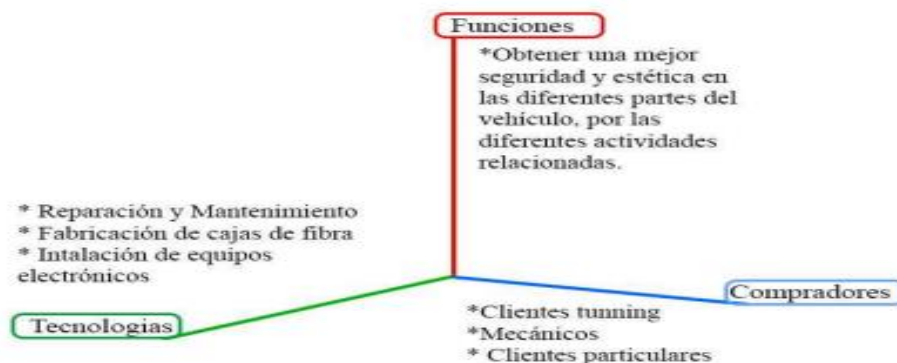 Funciones
*Obtener una mejor
seguridad y estética en
las diferentes partes del
vehículo, por las
diferentes actividades
relacionadas.
* Reparación y Mantenimiento
* Fabricación de cajas de fibra
* Intalación de equipos
electrónicos
Tecnologias
Compradores
*Clientes tunning
*Mecánicos
* Clientes particulares